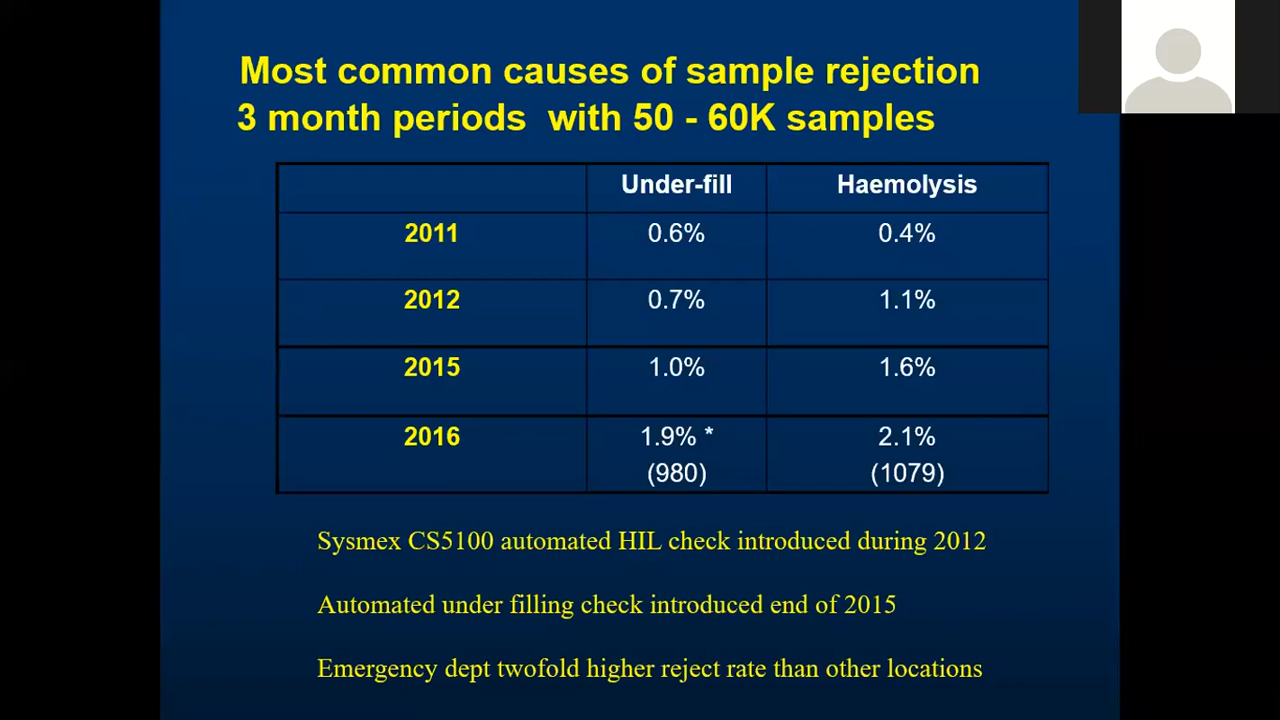 Most common causes of sample rejection
3 month periods with 50 - 60K samples
Under-fill Haemolysis
2011 0.6% 0.4%
2012 0.7% 1.1%
2015 1.0% 1.6%
2016 1.9% * 2.1%
(980) (1079)
Sysmex CS5100 automated HIL check introduced during 2012
Automated under filling check introduced end of 2015
Emergency dept twofold higher reject rate than other locations